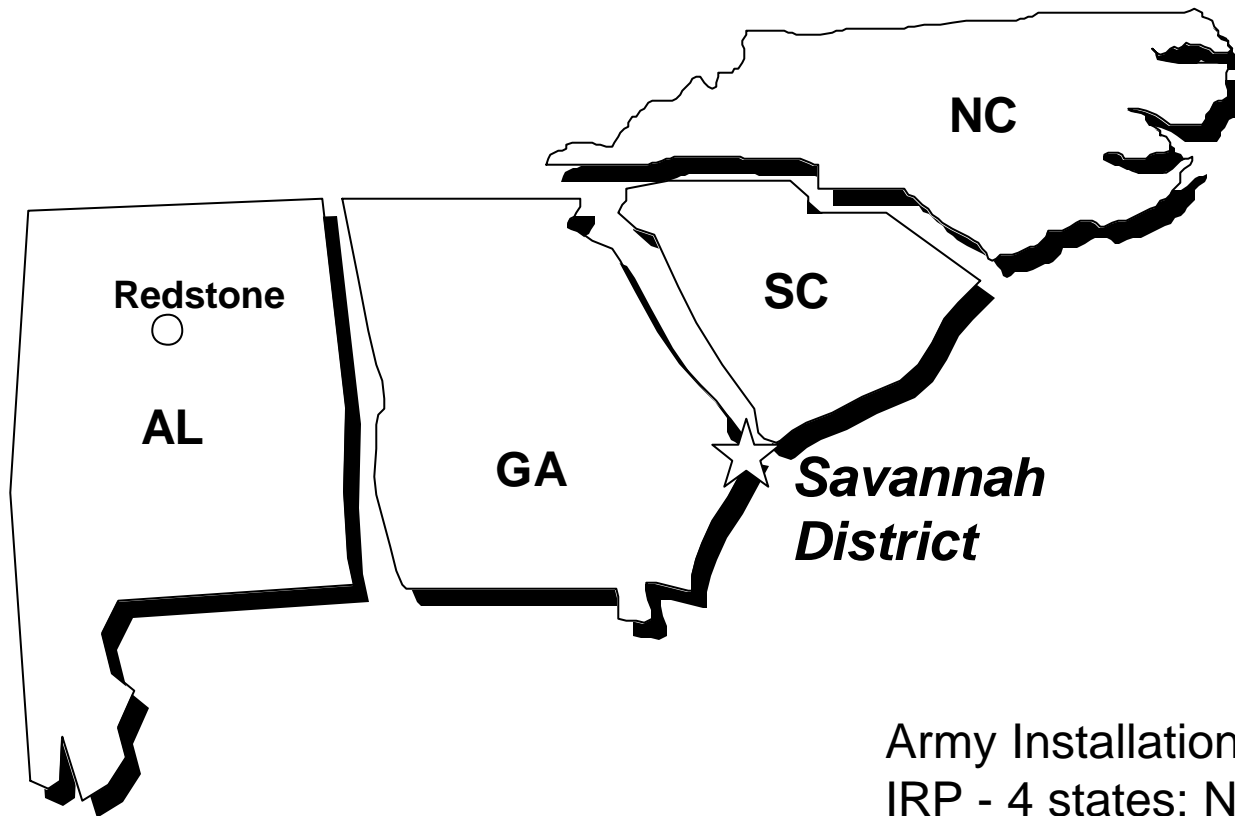 NC
SC
Redstone
AL
GA
Savannah
District
Army Installation
IRP - 4 states: N